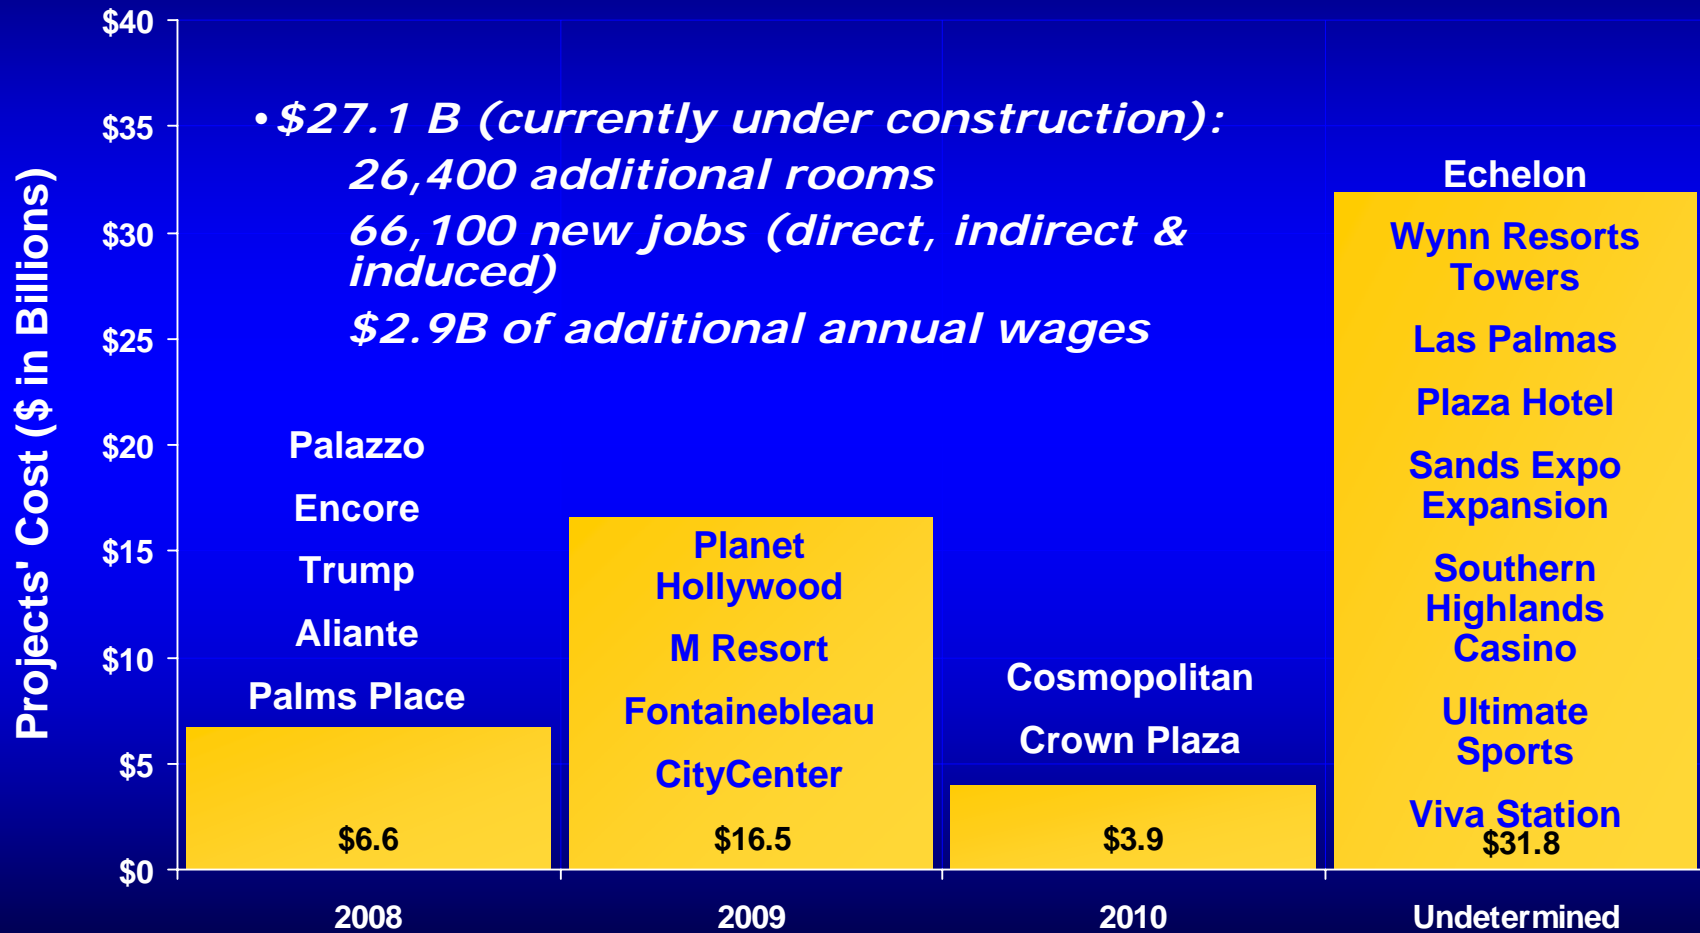 Projects' Cost ($ in Billions)
$40
$35
$30
$25
$20
$15
$10
$5
$0
• $27.1 B (currently under construction):
26,400 additional rooms
66,100 new jobs (direct, indirect &
induced)
$2.9B of additional annual wages
Palazzo
Encore
Trump
Aliante
Palms Place
$6.6
Planet
Hollywood
M Resort
Fontainebleau
CityCenter
$16.5
Cosmopolitan
Crown Plaza
$3.9
Echelon
Wynn Resorts
Towers
Las Palmas
Plaza Hotel
Sands Expo
Expansion
Southern
Highlands
Casino
Ultimate
Sports
Viva Station
$31.8
2008
2009
2010
Undetermined